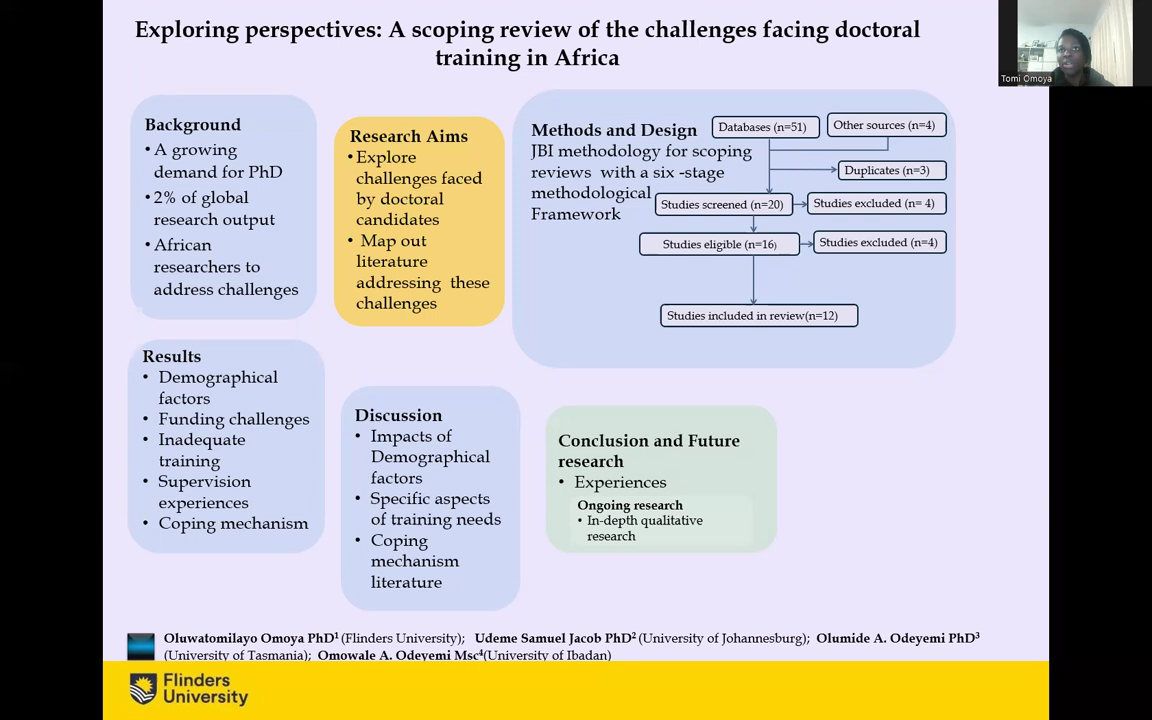 Exploring perspectives: A scoping review of the challenges facing doctoral
training in Africa
Tomi Omoya
Background
• A growing
demand for PhD
• 2% of global
research output
• African
researchers to
address challenges
Research Aims
• Explore
challenges faced
by doctoral
candidates
• Map out
literature
addressing these
challenges
Methods and Design
JBI methodology for scoping
reviews with a six -stage
methodological
Framework
Databases (n=51)
Other sources (n=4)
Duplicates (n=3)
Studies screened (n=20)
Studies excluded (n= 4)
Studies eligible (n=16)
Studies excluded (n=4)
Studies included in review(n=12)
Results
• Demographical
factors
• Funding challenges
• Inadequate
training
• Supervision
experiences
• Coping mechanism
Discussion
• Impacts of
Demographical
factors
• Specific aspects
of training needs
• Coping
mechanism
literature
Conclusion and Future
research
• Experiences
Ongoing research
• In-depth qualitative
research
Oluwatomilayo Omoya PhD¹ (Flinders University); Udeme Samuel Jacob PhD² (University of Johannesburg); Olumide A. Odeyemi PhD³
(University of Tasmania); Omowale A. Odeyemi Msc⁴(University of Ibadan)
Flinders
University